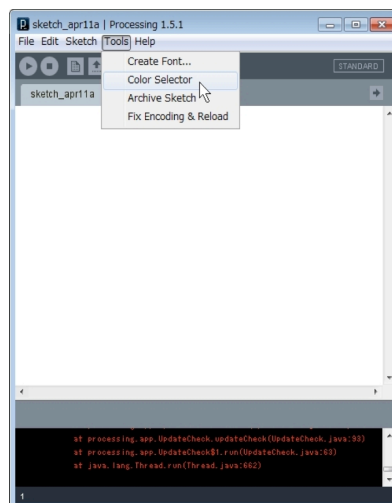 sketch_apr11a | Processing 1.5.1
File Edit Sketch Tools Help
Create Font...
Color Selector
Archive Sketch
Fix Encoding & Reload
STANDARD
sketch_apr11a
at processing.app.UpdateCheck.updateCheck(UpdateCheck.java:93)
at processing.app.UpdateCheck$1.run(UpdateCheck.java:63)
at java.lang.Thread.run(Thread.java:662)
1